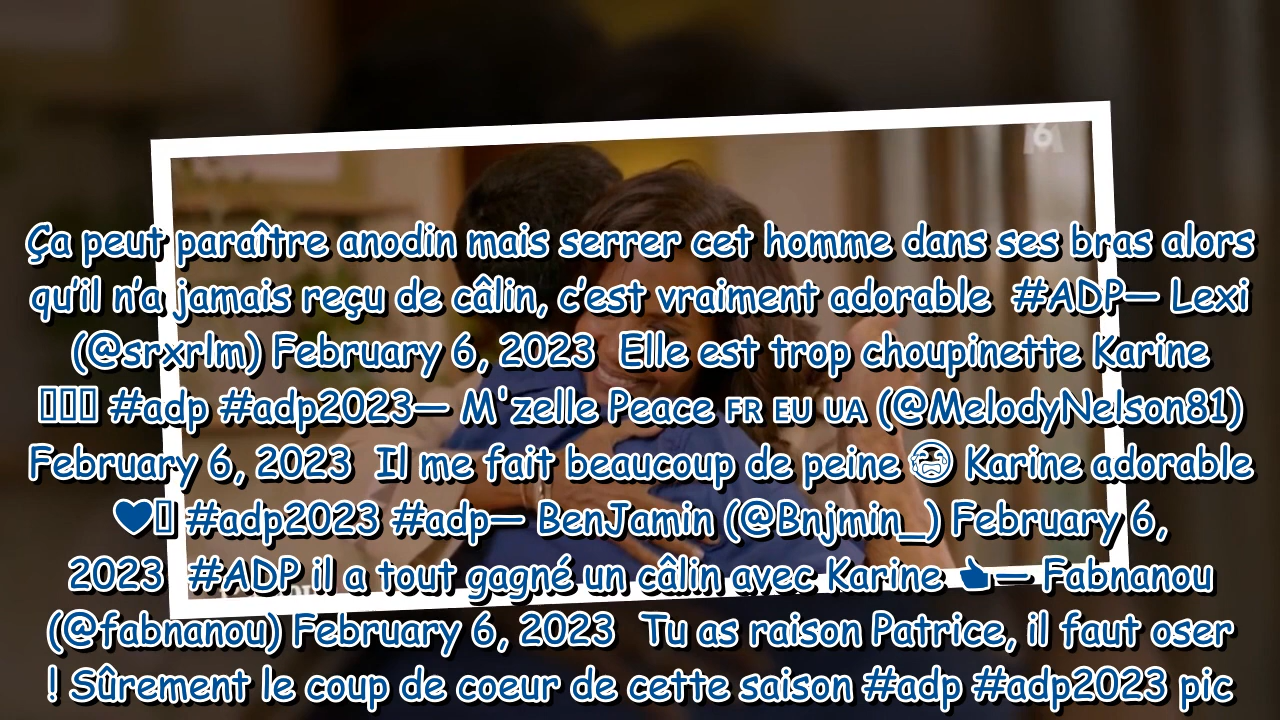 6
Ça peut paraître anodin mais serrer cet homme dans ses bras alors
qu’il n’a jamais reçu de câlin, c’est vraiment adorable #ADP— Lexi
(@srxrlm) February 6, 2023 Elle est trop choupinette Karine
#adp #adp2023— M'zelle Peace FR EU UA (@MelodyNelson81)
February 6, 2023 Il me fait beaucoup de peine 😭 Karine adorable
♥ #adp2023 #adp— BenJamin (@Bnjmin_) February 6,
2023 #ADP il a tout gagné un câlin avec Karine 👍— Fabnanou
(@fabnanou) February 6, 2023 Tu as raison Patrice, il faut oser
! Sûrement le coup de coeur de cette saison #adp #adp2023 pic